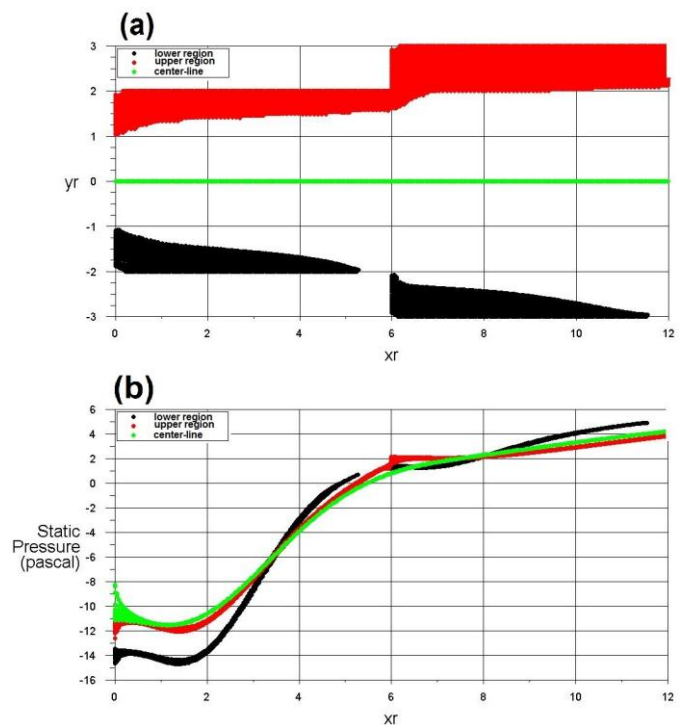 (a)
lower region
upper region
center-line
3
2
1
yr 0
-1
-2
-3
0 2 4 6 8 10 12
xr
(b)
6
lower region
upper region
center-line
4
2
0
-2
Static
-4
Pressure
-6
(pascal)
-8
-10
-12
-14
-16
0 2 4 6 8 10 12
xr